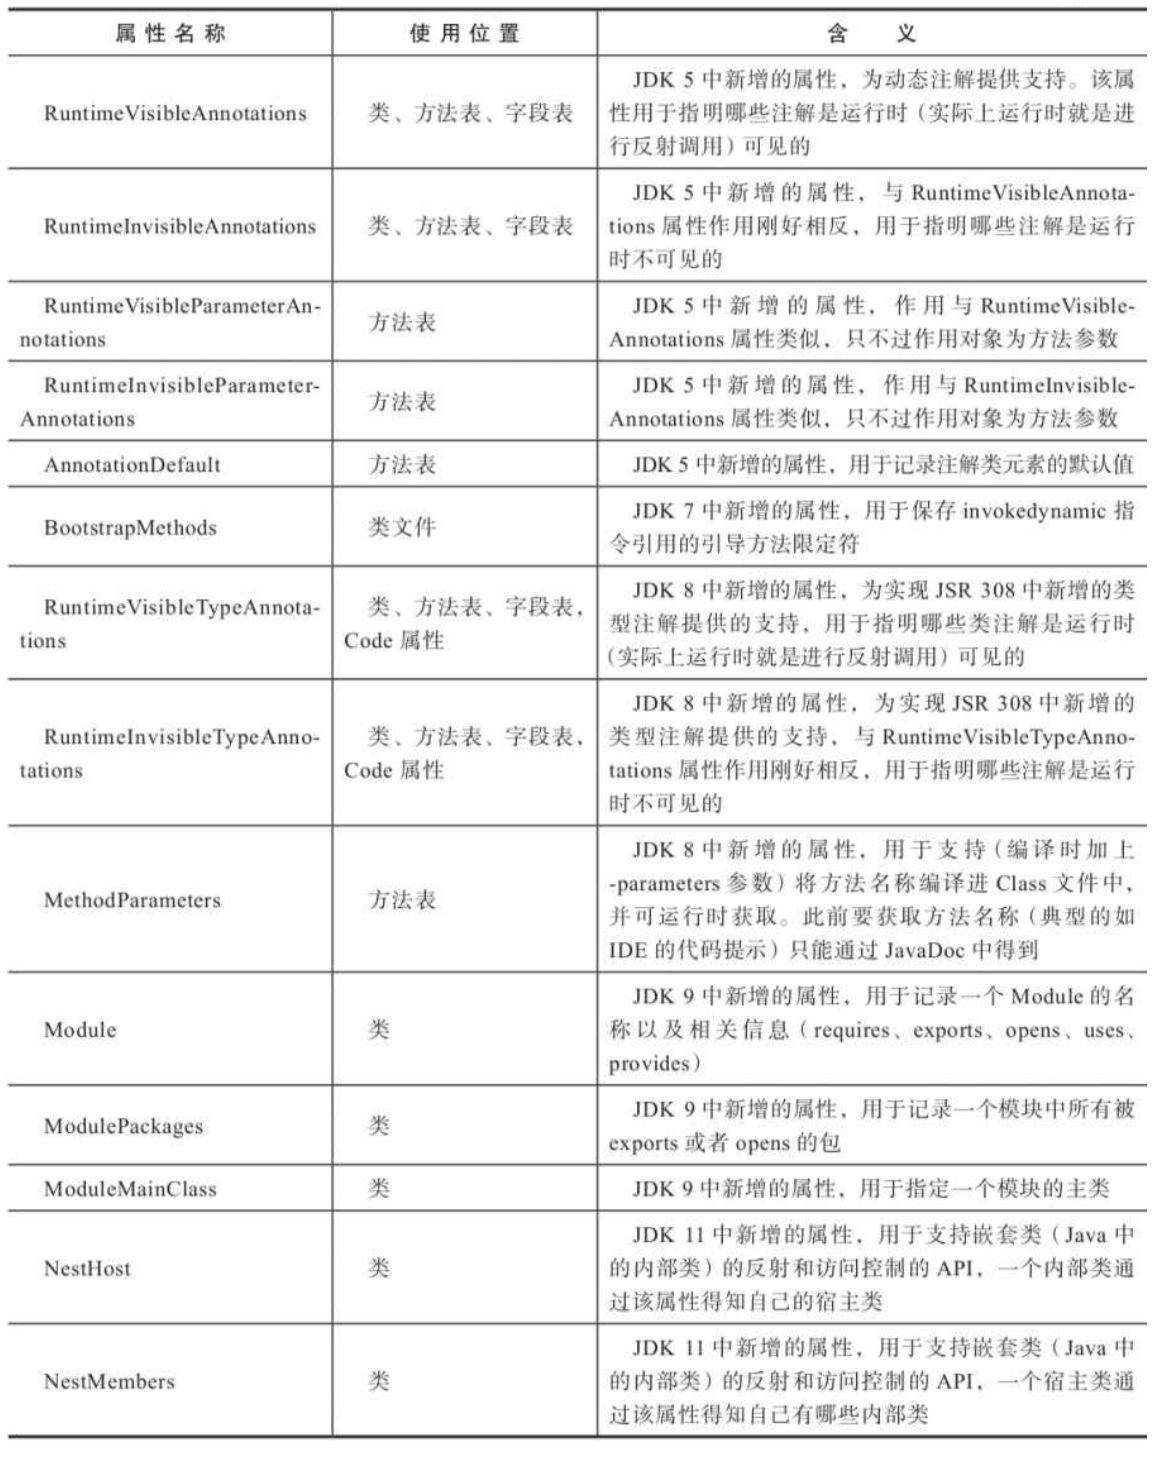 属性名称 使用位置 含 义
RuntimeVisibleAnnotations 类、方法表、字段表 JDK 5 中新增的属性，为动态注解提供支持。该属
性用于指明哪些注解是运行时（实际上运行时就是进
行反射调用）可见的
RuntimeInvisibleAnnotations 类、方法表、字段表 JDK 5 中新增的属性，与 RuntimeVisibleAnnota-
tions 属性作用刚好相反，用于指明哪些注解是运行
时不可见的
RuntimeVisibleParameterAn-
notations
方法表
JDK 5 中新增的属性，作用与 RuntimeVisible-
Annotations 属性类似，只不过作用对象为方法参数
RuntimeInvisibleParameter-
Annotations
方法表
JDK 5 中新增的属性，作用与 RuntimeInvisible-
Annotations 属性类似，只不过作用对象为方法参数
AnnotationDefault 方法表 JDK 5 中新增的属性，用于记录注解类元素的默认值
BootstrapMethods 类文件 JDK 7 中新增的属性，用于保存 invokedynamic 指
令引用的引导方法限定符
RuntimeVisibleTypeAnnota-
tions
类、方法表、字段表，
Code 属性
JDK 8 中新增的属性，为实现 JSR 308 中新增的类
型注解提供的支持，用于指明哪些类注解是运行时
（实际上运行时就是进行反射调用）可见的
RuntimeInvisibleTypeAnno-
tations
类、方法表、字段表，
Code 属性
JDK 8 中新增的属性，为实现 JSR 308 中新增的
类型注解提供的支持，与 RuntimeVisibleTypeAnno-
tations 属性作用刚好相反，用于指明哪些注解是运行
时不可见的
MethodParameters 方法表 JDK 8 中新增的属性，用于支持（编译时加上
-parameters 参数）将方法名称编译进 Class 文件中，
并可运行时获取。此前要获取方法名称（典型的如
IDE 的代码提示）只能通过 JavaDoc 中得到
Module 类 JDK 9 中新增的属性，用于记录一个 Module 的名
称以及相关信息（requires、exports、opens、uses、
provides）
ModulePackages 类 JDK 9 中新增的属性，用于记录一个模块中所有被
exports 或者 opens 的包
ModuleMainClass 类 JDK 9 中新增的属性，用于指定一个模块的主类
NestHost 类 JDK 11 中新增的属性，用于支持嵌套类（Java 中
的内部类）的反射和访问控制的 API，一个内部类通
过该属性得知自己的宿主类
NestMembers 类 JDK 11 中新增的属性，用于支持嵌套类（Java 中
的内部类）的反射和访问控制的 API，一个宿主类通
过该属性得知自己有哪些内部类